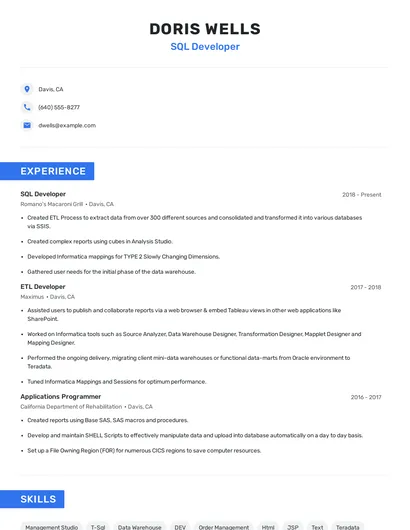 DORIS WELLS
SQL Developer
Davis, CA
(640) 555-8277
dwells@example.com
EXPERIENCE
SQL Developer 2018 - Present
Romano's Macaroni Grill • Davis, CA
• Created ETL Process to extract data from over 300 different sources and consolidated and transformed it into various databases
via SSIS.
• Created complex reports using cubes in Analysis Studio.
• Developed Informatica mappings for TYPE 2 Slowly Changing Dimensions.
• Gathered user needs for the initial phase of the data warehouse.
ETL Developer 2017 - 2018
Maximus • Davis, CA
• Assisted users to publish and collaborate reports via a web browser & embed Tableau views in other web applications like
SharePoint.
• Worked on Informatica tools such as Source Analyzer, Data Warehouse Designer, Transformation Designer, Mapplet Designer and
Mapping Designer.
• Performed the ongoing delivery, migrating client mini-data warehouses or functional data-marts from Oracle environment to
Teradata.
• Tuned Informatica Mappings and Sessions for optimum performance.
Applications Programmer 2016 - 2017
California Department of Rehabilitation • Davis, CA
• Created reports using Base SAS, SAS macros and procedures.
• Develop and maintain SHELL Scripts to effectively manipulate data and upload into database automatically on a day to day basis.
• Set up a File Owning Region (FOR) for numerous CICS regions to save computer resources.
SKILLS
Management Studio T-Sql Data Warehouse DEV Order Management Html JSP Text Teradata